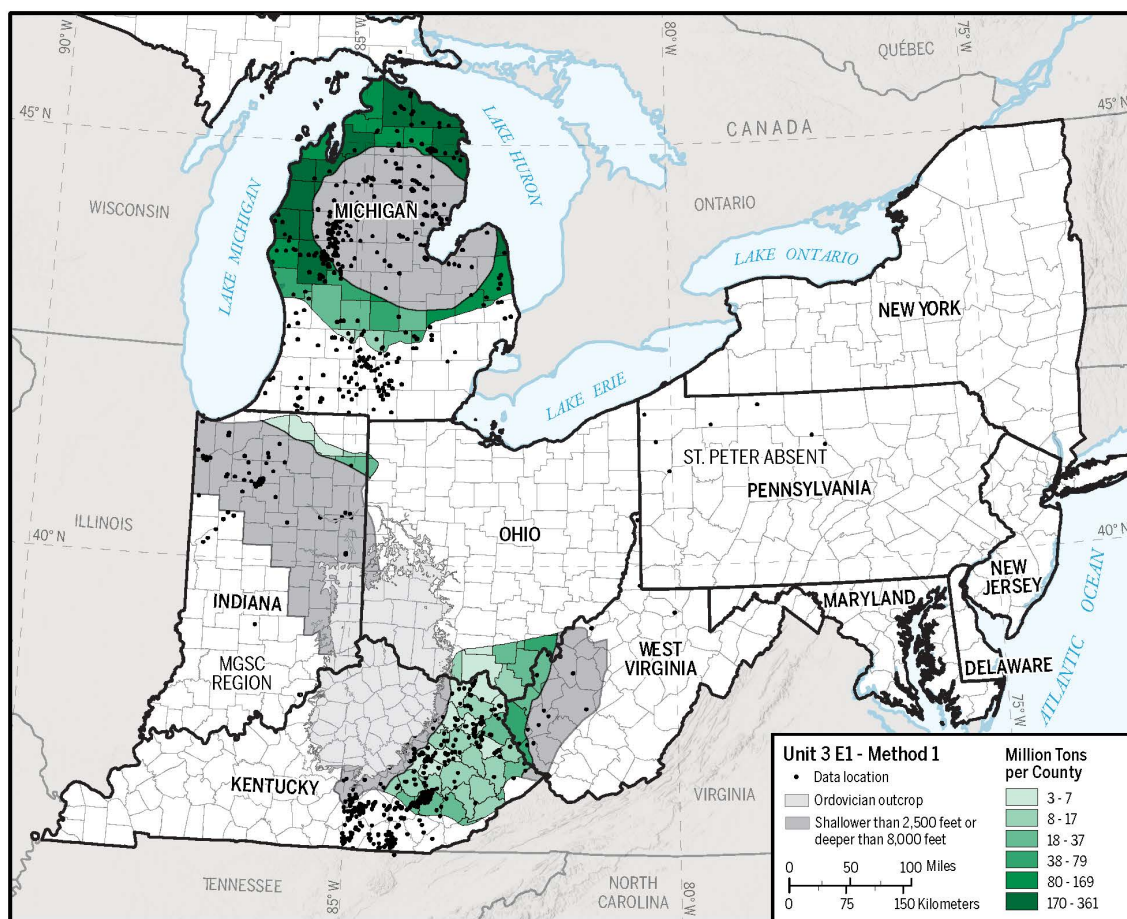 90° W
85° W
80° W
75° W
QUÉBEC
45° N
45° N
CANADA
LAKE HURON
WISCONSIN
ONTARIO
MICHIGAN
LAKE MICHIGAN
LAKE ONTARIO
NEW YORK
LAKE ERIE
ST. PETER ABSENT
PENNSYLVANIA
ILLINOIS
40° N
40° N
OHIO
NEW
JERSEY
MARYLAND
INDIANA
WEST
VIRGINIA
DELAWARE
ATLANTIC OCEAN
MGSC
REGION
75° W
KENTUCKY
VIRGINIA
TENNESSEE
85° W
NORTH
CAROLINA
80° W
Unit 3 E1 - Method 1
Data location
Ordovician outcrop
Shallower than 2,500 feet or
deeper than 8,000 feet
0 50 100 Miles
0 75 150 Kilometers
Million Tons
per County
3 - 7
8 - 17
18 - 37
38 - 79
80 - 169
170 - 361